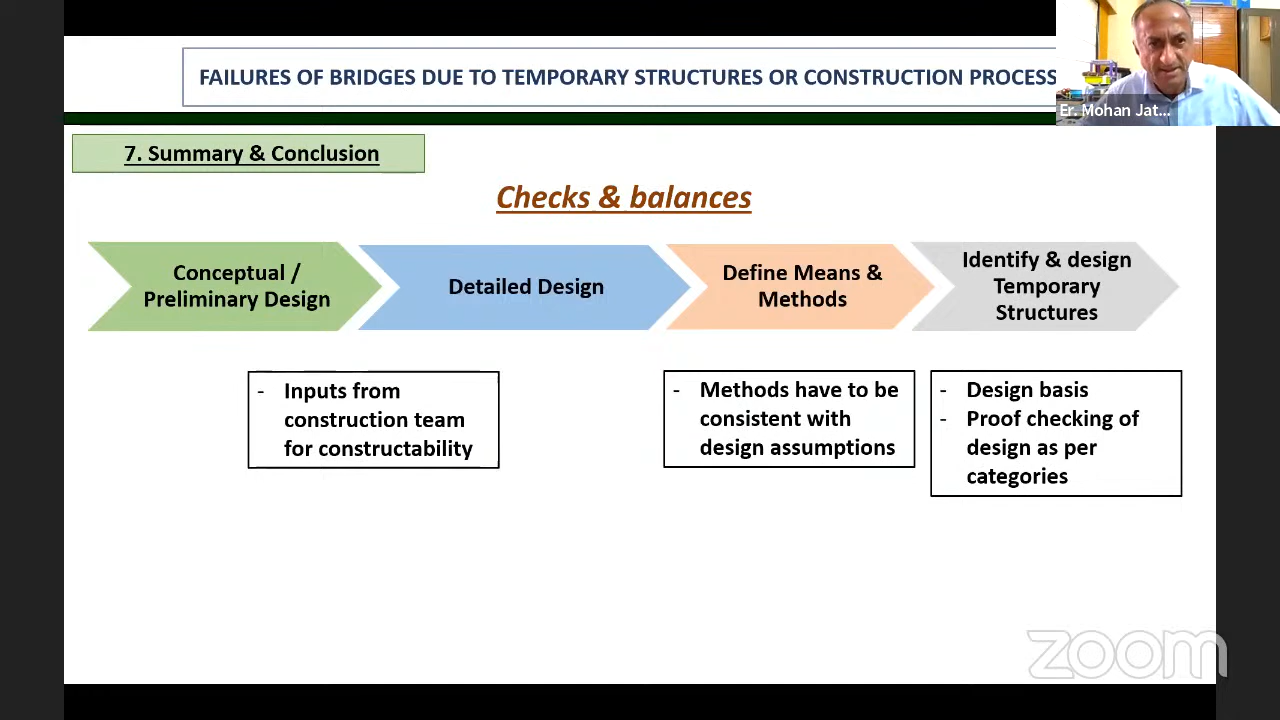 FAILURES OF BRIDGES DUE TO TEMPORARY STRUCTURES OR CONSTRUCTION PROCESS
Er. Mohan Jat...
7. Summary & Conclusion
Checks & balances
Conceptual /
Preliminary Design
Detailed Design
Define Means &
Methods
Identify & design
Temporary
Structures
- Inputs from
construction team
for constructability
- Methods have to be
consistent with
design assumptions
- Design basis
- Proof checking of
design as per
categories
zoom